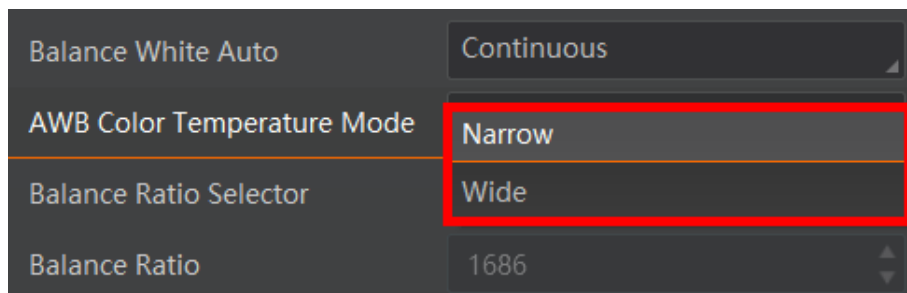 Balance White Auto Continuous
AWB Color Temperature Mode Narrow
Balance Ratio Selector Wide
Balance Ratio 1686